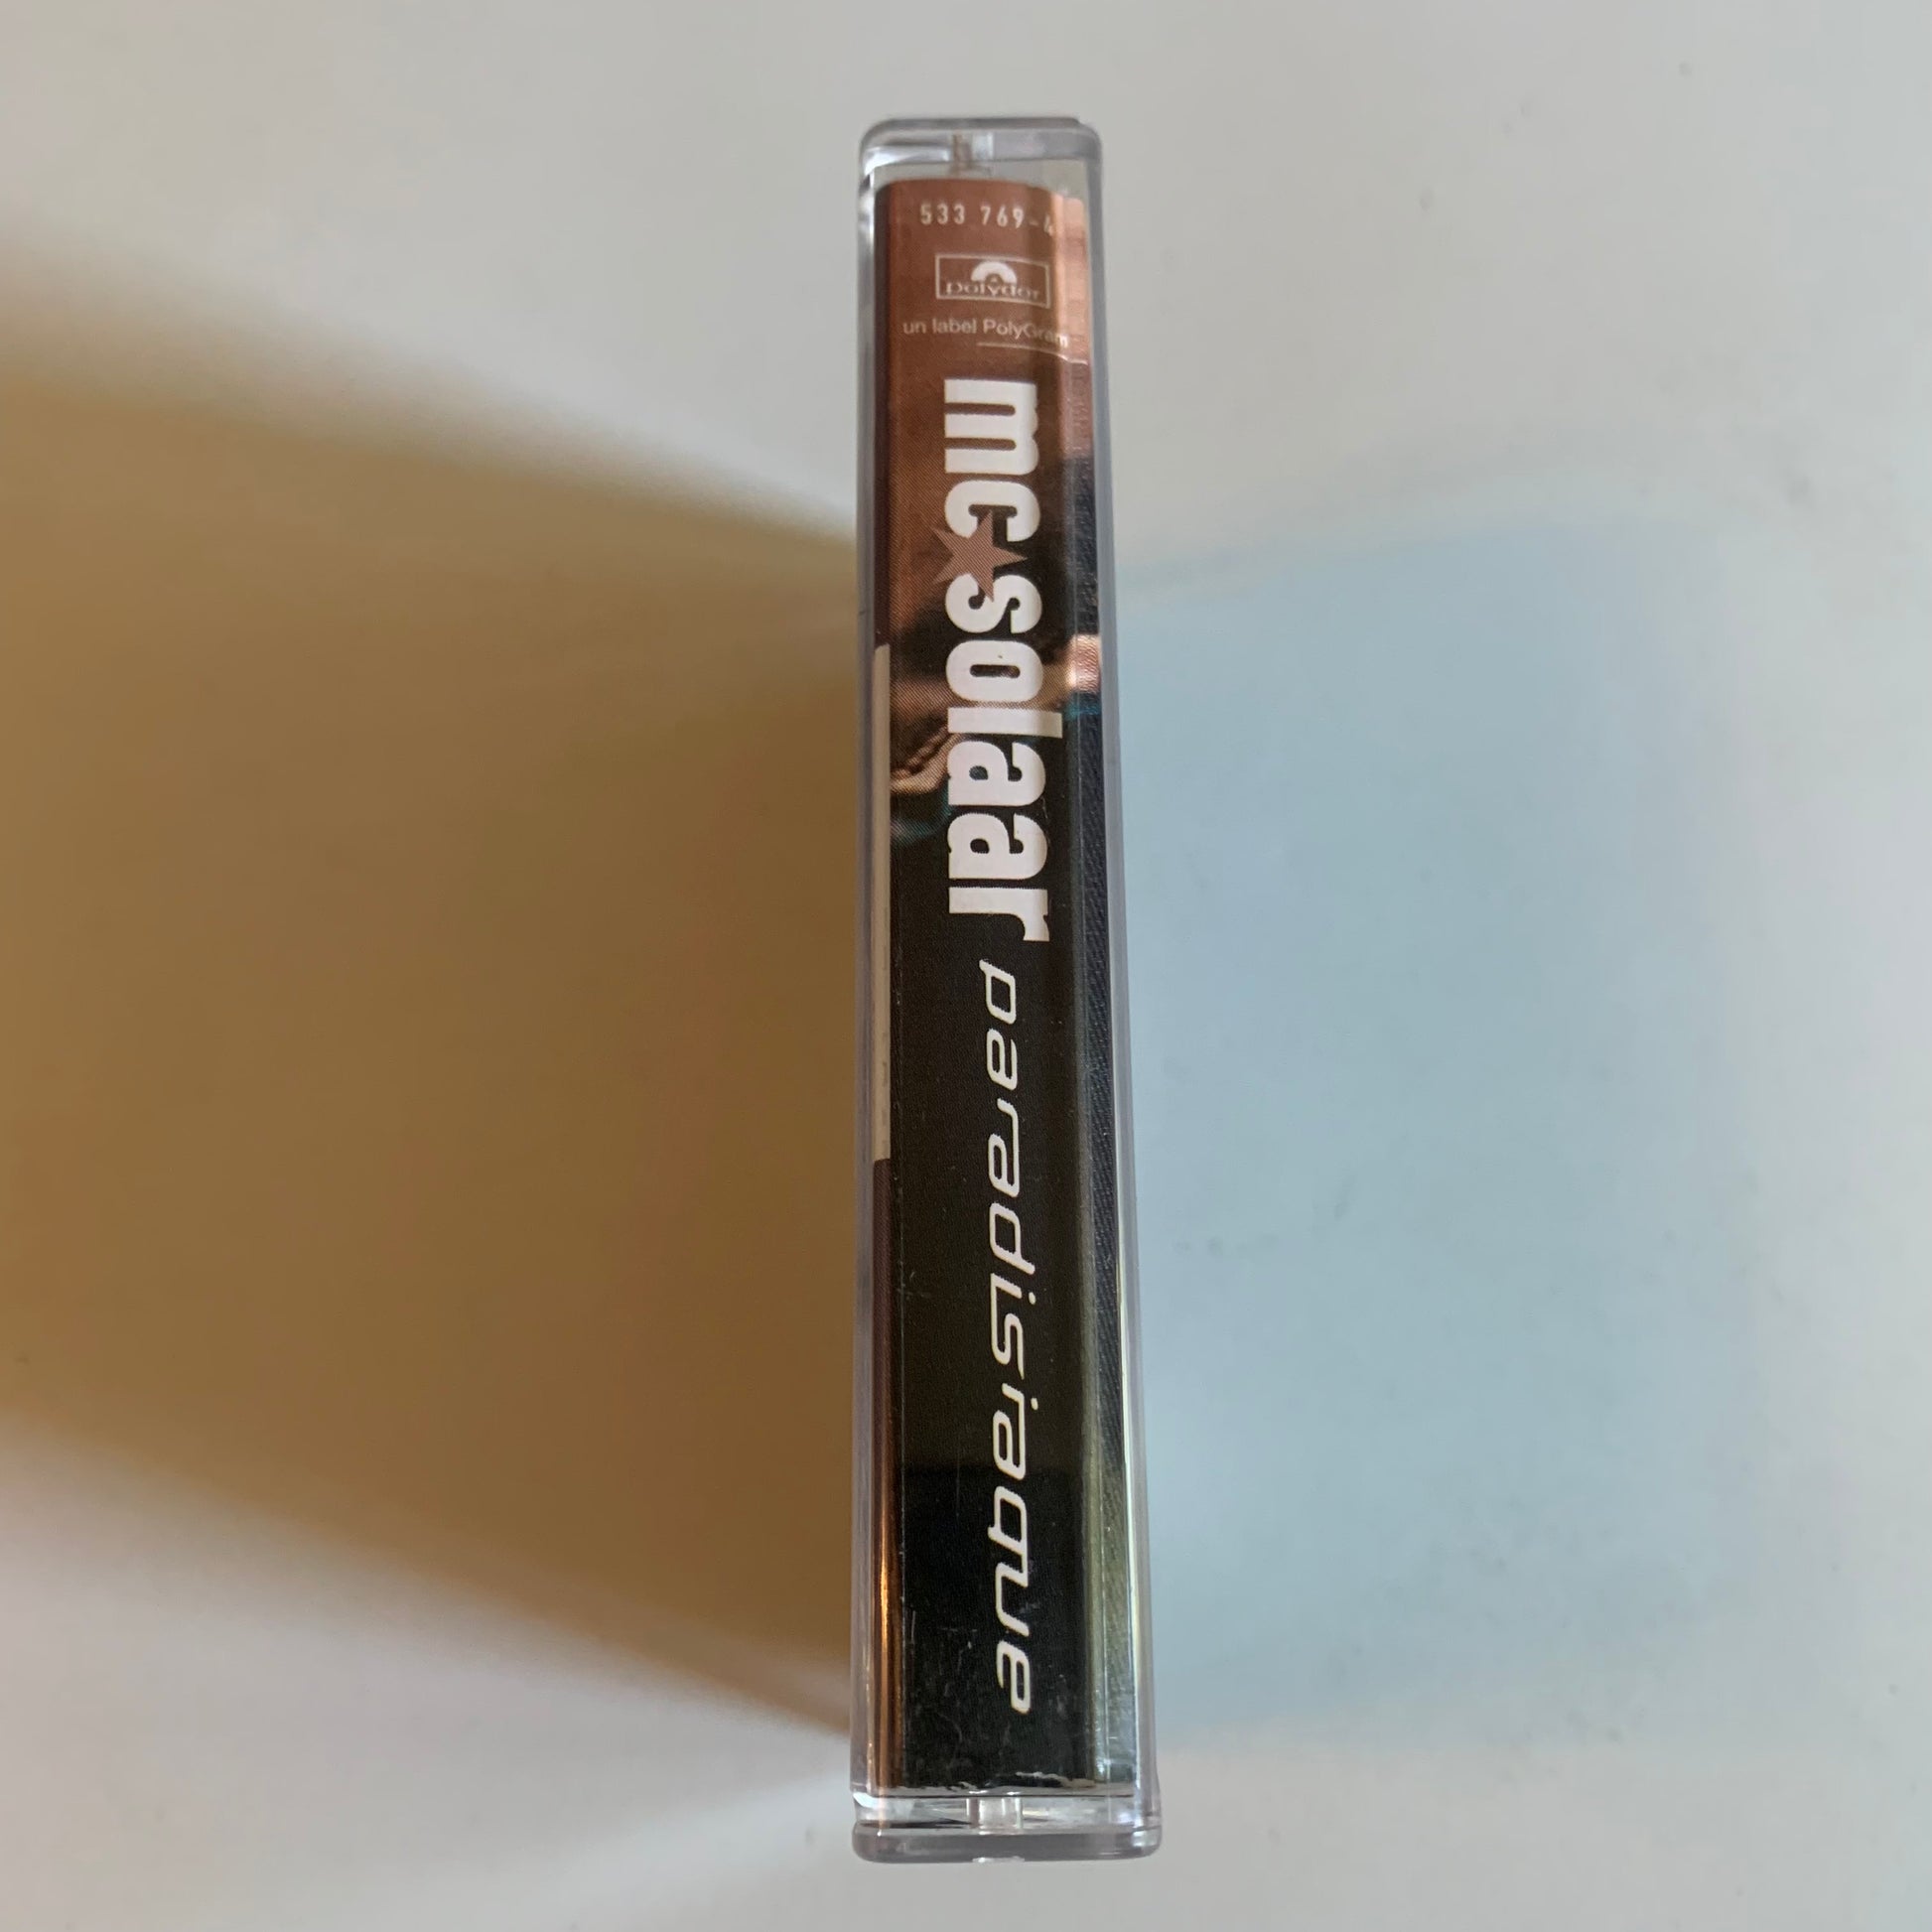 533 769-4
polydor
un label PolyGram
mc★solaar
paradisiaque